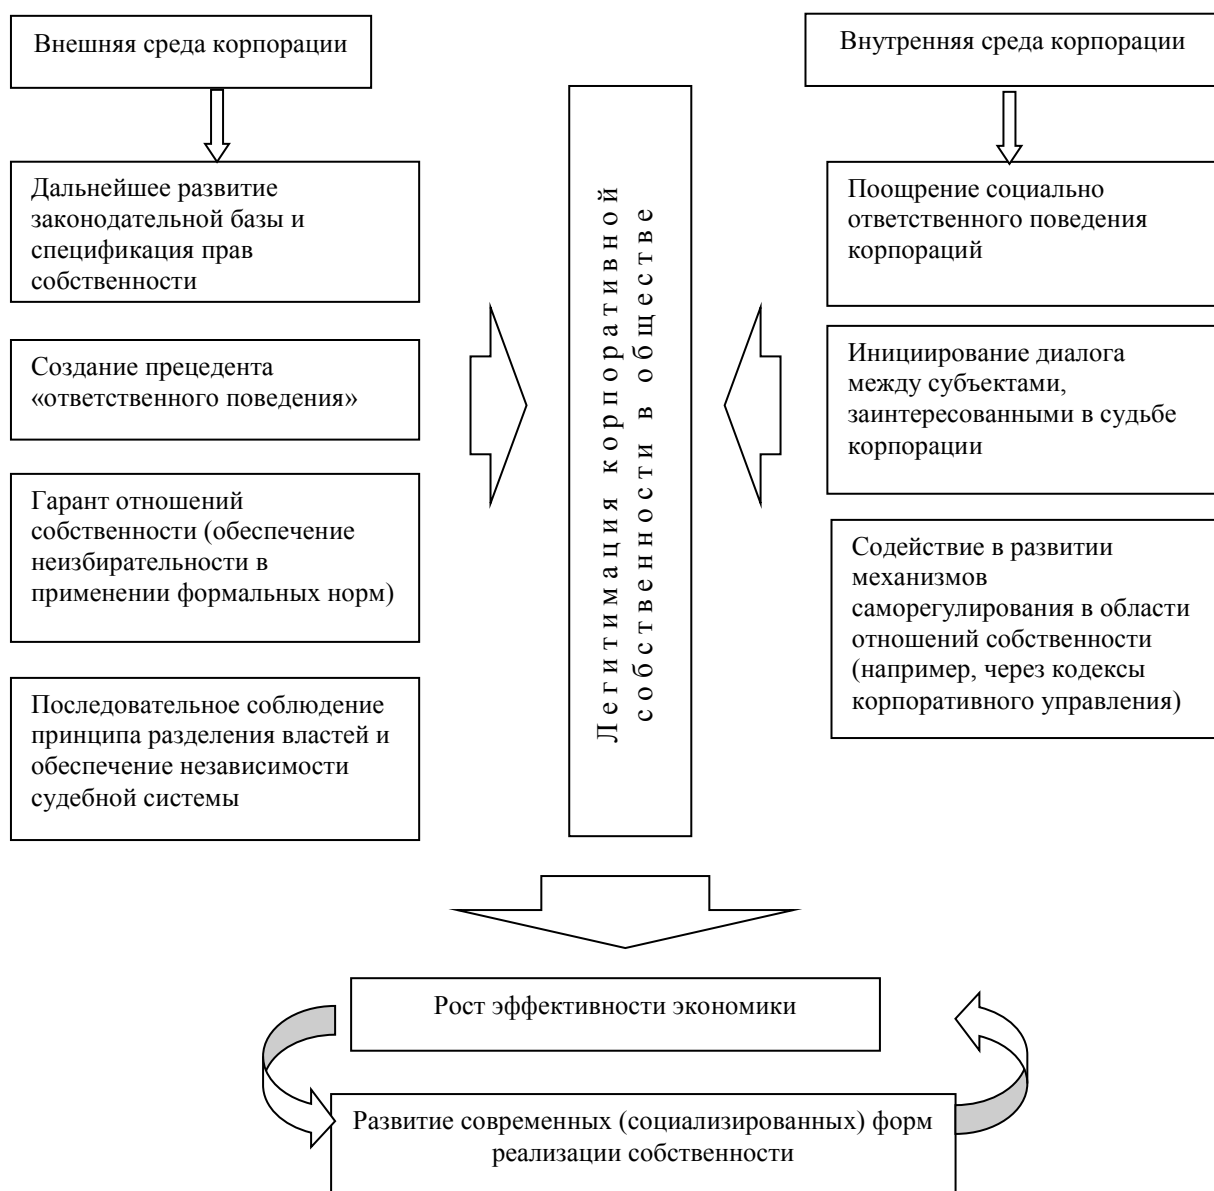 Внешняя среда корпорации
Дальнейшее развитие
законодательной базы и
спецификация прав
собственности
Создание прецедента
«ответственного поведения»
Гарант отношений
собственности (обеспечение
неизбирательности в
применении формальных норм)
Последовательное соблюдение
принципа разделения властей и
обеспечение независимости
судебной системы
Легитимация корпоративной
собственности в обществе
Внутренняя среда корпорации
Поощрение социально
ответственного поведения
корпораций
Инициирование диалога
между субъектами,
заинтересованными в судьбе
корпорации
Содействие в развитии
механизмов
саморегулирования в области
отношений собственности
(например, через кодексы
корпоративного управления)
Рост эффективности экономики
Развитие современных (социализированных) форм
реализации собственности